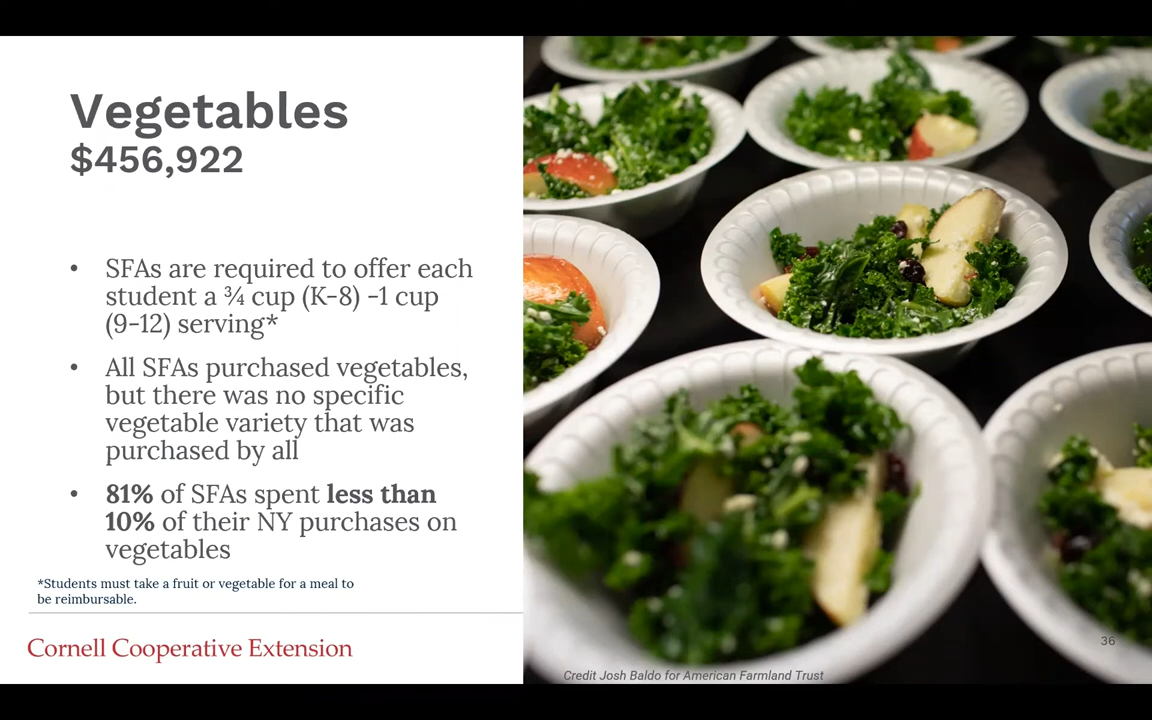 Vegetables
$456,922
• SFAs are required to offer each
student a ¾ cup (K-8) -1 cup
(9-12) serving*
• All SFAs purchased vegetables,
but there was no specific
vegetable variety that was
purchased by all
• 81% of SFAs spent less than
10% of their NY purchases on
vegetables
*Students must take a fruit or vegetable for a meal to
be reimbursable.
Cornell Cooperative Extension
36
Credit Josh Baldo for American Farmland Trust